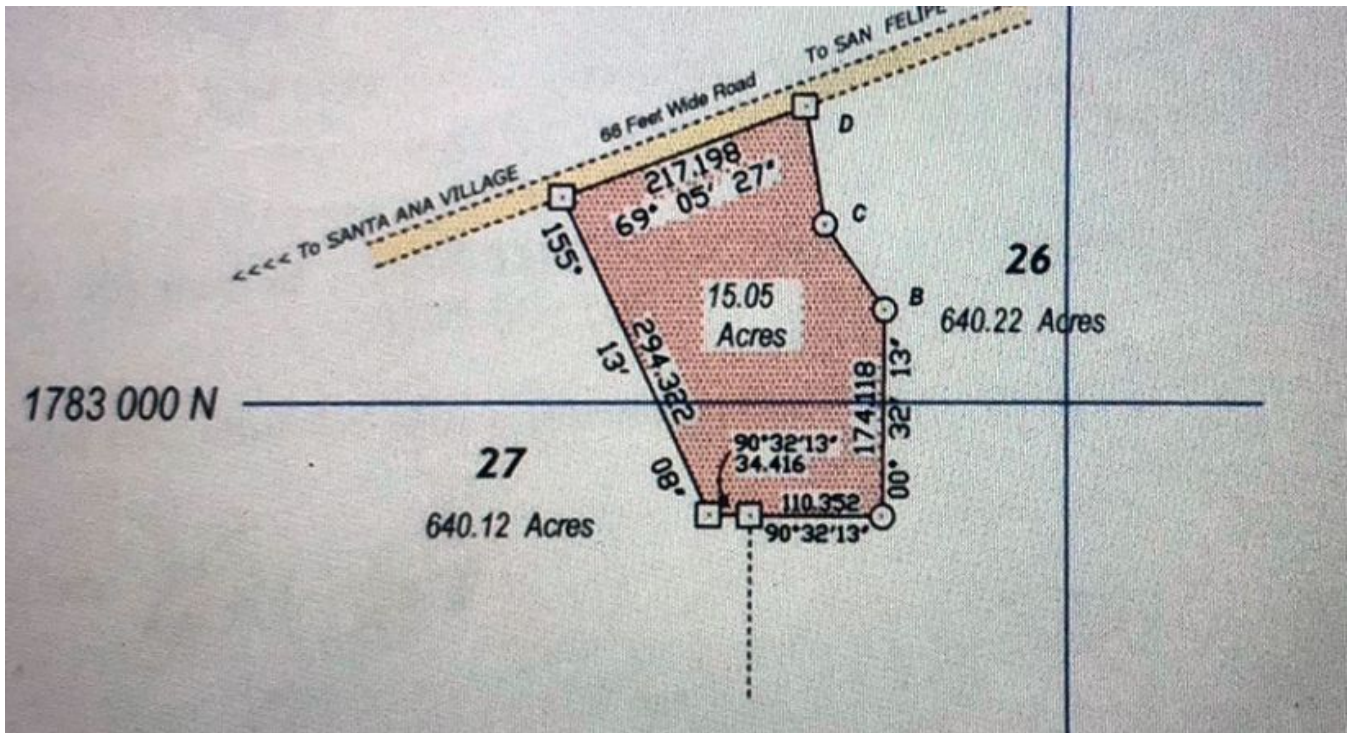 To SAN FELIPE
66 Feet Wide Road
<<<< To SANTA ANA VILLAGE
D
217.198
69° 05' 27"
C
155°
13'
08"
294.322
15.05
Acres
B
26
640.22 Acres
174.118
00° 32' 13"
1783 000 N
27
640.12 Acres
90°32'13"
34.416
110.352
90°32'13"